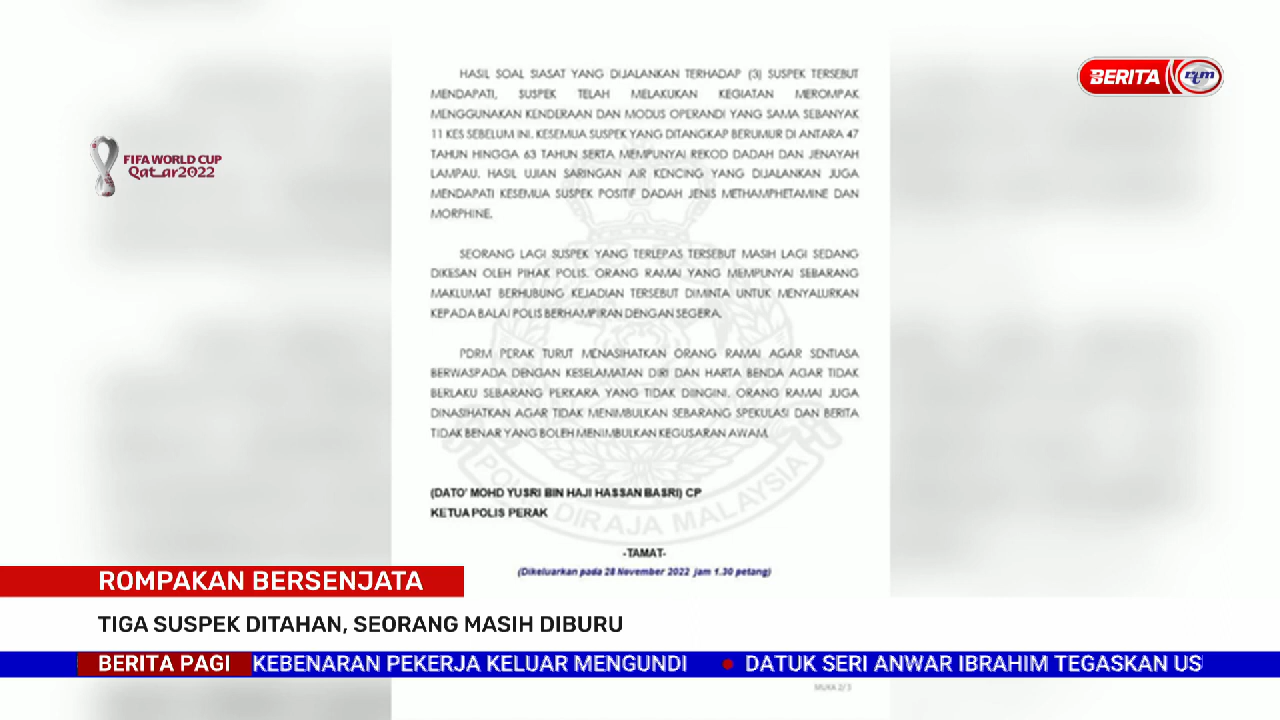 HASIL SOAL SIASAT YANG DIJALANKAN TERHADAP (3) SUSPEK TERSEBUT
MENDAPATI, SUSPEK TELAH MELAKUKAN KEGIATAN MEROMPAK
MENGGUNAKAN KENDERAAN DAN MODUS OPERANDI YANG SAMA SEBANYAK
11 KES SEBELUM INI. KESEMUA SUSPEK YANG DITANGKAP BERUMUR DI ANTARA 47
TAHUN HINGGA 63 TAHUN SERTA MEMPUNYAI REKOD DADAH DAN JENAYAH
LAMPAU. HASIL UJIAN SARINGAN AIR KENCING YANG DIJALANKAN JUGA
MENDAPATI KESEMUA SUSPEK POSITIF DADAH JENIS METHAMPHETAMINE DAN
MORPHINE.
SEORANG LAGI SUSPEK YANG TERLEPAS TERSEBUT MASIH LAGI SEDANG
DIKESAN OLEH PIHAK POLIS. ORANG RAMAI YANG MEMPUNYAI SEBARANG
MAKLUMAT BERHUBUNG KEJADIAN TERSEBUT DIMINTA UNTUK MENYALURKAN
KEPADA BALAI POLIS BERHAMPIRAN DENGAN SEGERA.
PDRM PERAK TURUT MENASIHATKAN ORANG RAMAI AGAR SENTIASA
BERWASPADA DENGAN KESELAMATAN DIRI DAN HARTA BENDA AGAR TIDAK
BERLAKU SEBARANG PERKARA YANG TIDAK DIINGINI. ORANG RAMAI JUGA
DINASIHATKAN AGAR TIDAK MENIMBULKAN SEBARANG SPEKULASI DAN BERITA
TIDAK BENAR YANG BOLEH MENIMBULKAN KEGUSARAN AWAM.
(DATO' MOHD YUSRI BIN HAJI HASSAN BASRI) CP
KETUA POLIS PERAK
POLIS DIRAJA MALAYSIA
-TAMAT-
(Dikeluarkan pada 28 November 2022 jam 1.30 petang)
MUKA 2/3
BERITA rtm
FIFA WORLD CUP
Qatar2022
ROMPAKAN BERSENJATA
TIGA SUSPEK DITAHAN, SEORANG MASIH DIBURU
BERITA PAGI KEBENARAN PEKERJA KELUAR MENGUNDI • DATUK SERI ANWAR IBRAHIM TEGASKAN US